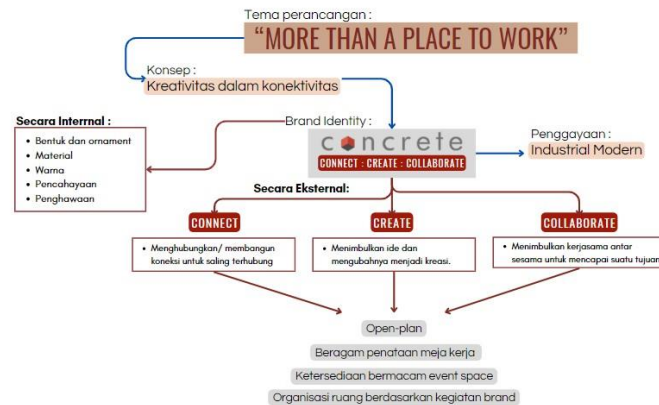 Tema perancangan :
“MORE THAN A PLACE TO WORK”
Konsep :
Kreativitas dalam konektivitas
Secara Internal :
Bentuk dan ornament
Material
Warna
Pencahayaan
Penghawaan
Brand Identity :
concrete
CONNECT : CREATE : COLLABORATE
Penggayaan :
Industrial Modern
Secara Eksternal:
CONNECT
Menghubungkan/ membangun
koneksi untuk saling terhubung
CREATE
Menimbulkan ide dan
mengubahnya menjadi kreasi.
COLLABORATE
Menimbulkan kerjasama antar
sesama untuk mencapai suatu tujuan
Open-plan
Beragam penataan meja kerja
Ketersediaan bermacam event space
Organisasi ruang berdasarkan kegiatan brand